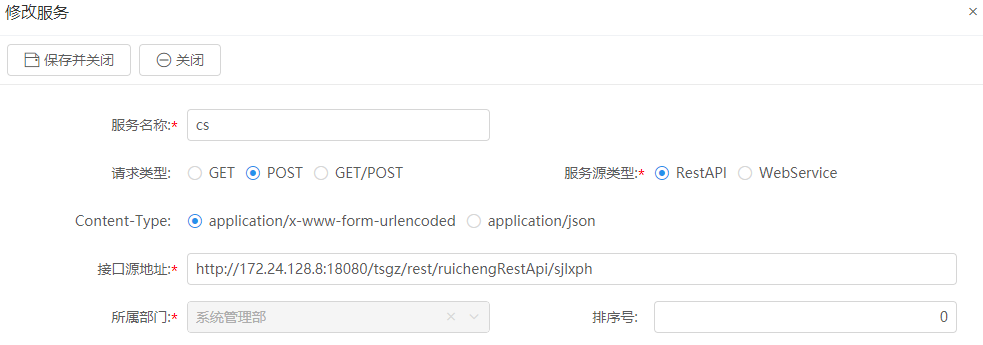 修改服务
保存并关闭 关闭
服务名称:* cs
请求类型: GET POST GET/POST 服务源类型:* RestAPI WebService
Content-Type: application/x-www-form-urlencoded application/json
接口源地址:* http://172.24.128.8:18080/tsgz/rest/ruichengRestApi/sjlxph
所属部门:* 系统管理部 排序号: 0